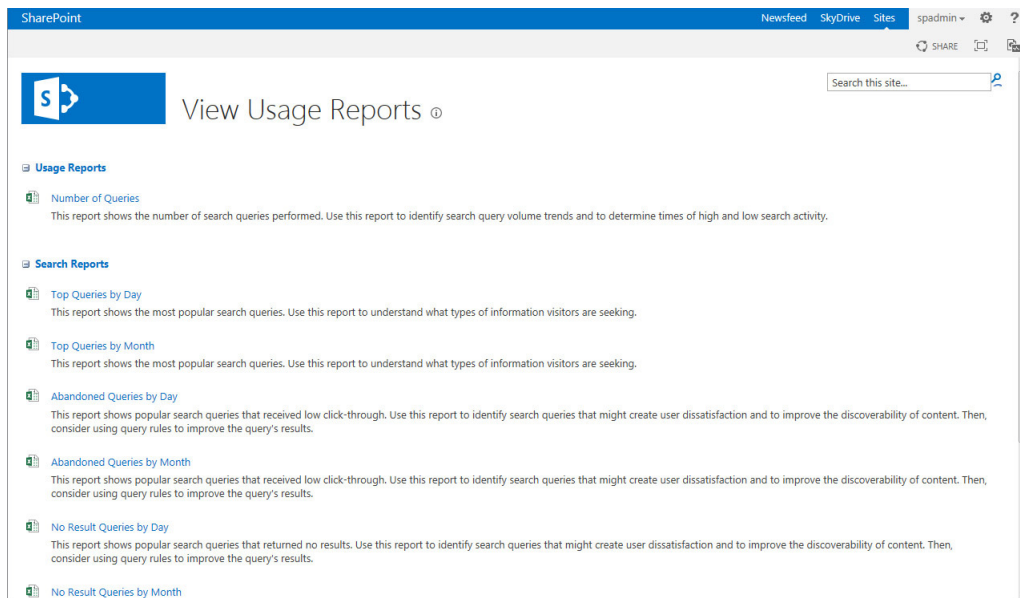 SharePoint
Newsfeed SkyDrive Sites spadmin ?
SHARE
Search this site...
S
View Usage Reports
Usage Reports
Number of Queries
This report shows the number of search queries performed. Use this report to identify search query volume trends and to determine times of high and low search activity.
Search Reports
Top Queries by Day
This report shows the most popular search queries. Use this report to understand what types of information visitors are seeking.
Top Queries by Month
This report shows the most popular search queries. Use this report to understand what types of information visitors are seeking.
Abandoned Queries by Day
This report shows popular search queries that received low click-through. Use this report to identify search queries that might create user dissatisfaction and to improve the discoverability of content. Then,
consider using query rules to improve the query's results.
Abandoned Queries by Month
This report shows popular search queries that received low click-through. Use this report to identify search queries that might create user dissatisfaction and to improve the discoverability of content. Then,
consider using query rules to improve the query's results.
No Result Queries by Day
This report shows popular search queries that returned no results. Use this report to identify search queries that might create user dissatisfaction and to improve the discoverability of content. Then,
consider using query rules to improve the query's results.
No Result Queries by Month